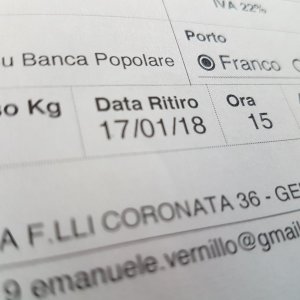 IVA 22%
Porto
u Banca Popolare
Franco
so Kg
Data Ritiro
Ora
17/01/18
15
A F.LLI CORONATA 36 - GE
9 emanuele.vernillo@gmail